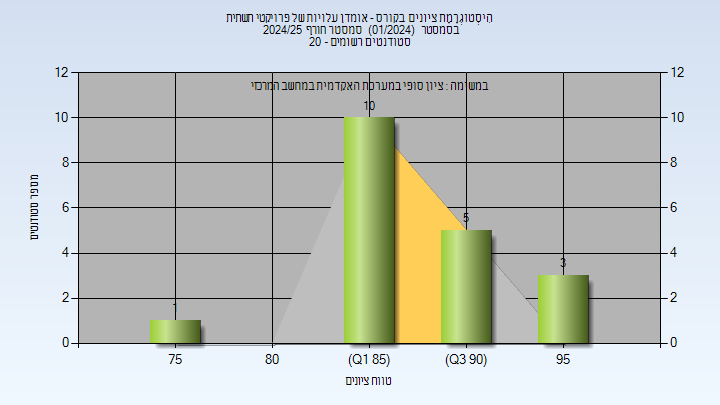 היסטוגרמת ציונים בקורס - אומדן עלויות של פרויקטי תשתית
בסמסטר (01/2024) סמסטר חורף 2024/25
סטודנטים רשומים - 20
במשימה : ציון סופי במערכת האקדמית במחשב המרכזי
מספר סטודנטים
12
10
8
6
4
2
0
12
10
8
6
4
2
0
1
10
5
3
75
80
(Q1 85)
(Q3 90)
95
טווח ציונים